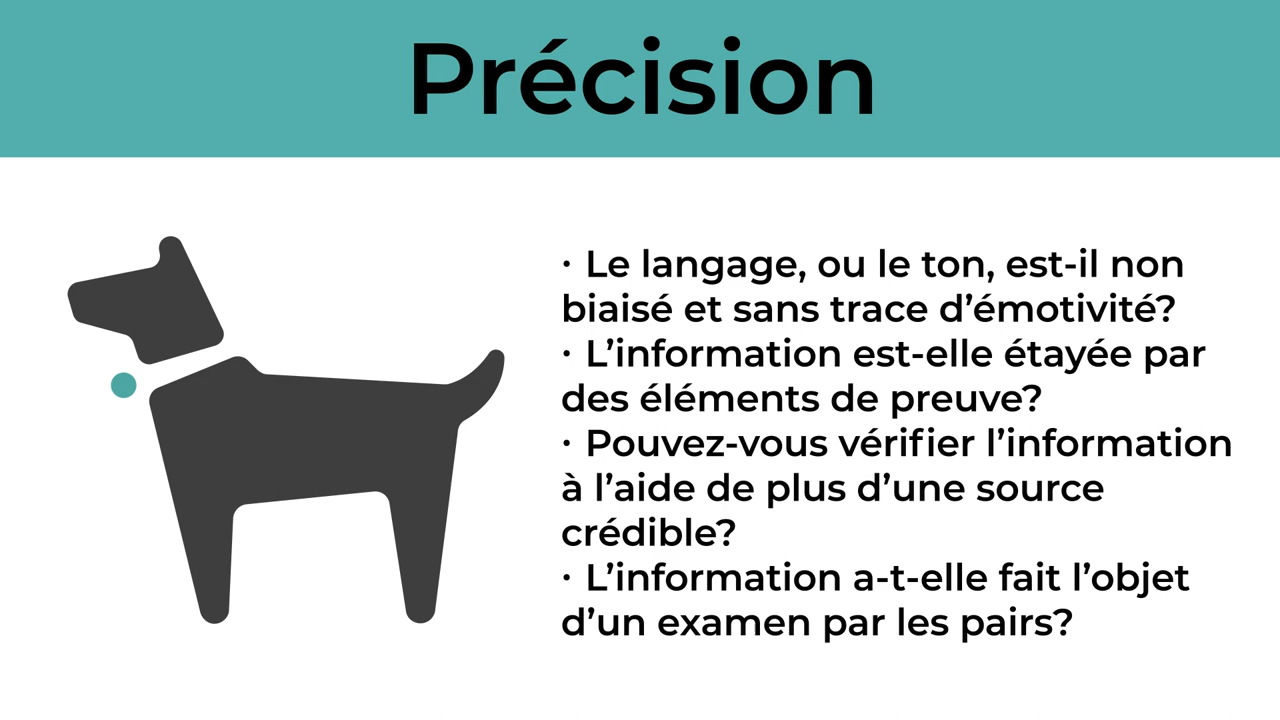 Précision
· Le langage, ou le ton, est-il non
biaisé et sans trace d’émotivité?
· L’information est-elle étayée par
des éléments de preuve?
· Pouvez-vous vérifier l’information
à l’aide de plus d’une source
crédible?
· L’information a-t-elle fait l’objet
d’un examen par les pairs?